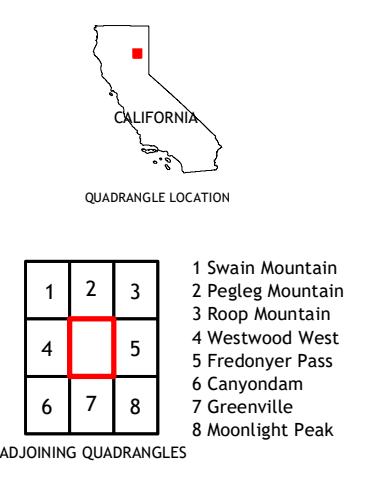 CALIFORNIA
QUADRANGLE LOCATION
1 2 3
4 5
6 7 8
ADJOINING QUADRANGLES
1 Swain Mountain
2 Pegleg Mountain
3 Roop Mountain
4 Westwood West
5 Fredonyer Pass
6 Canyondam
7 Greenville
8 Moonlight Peak